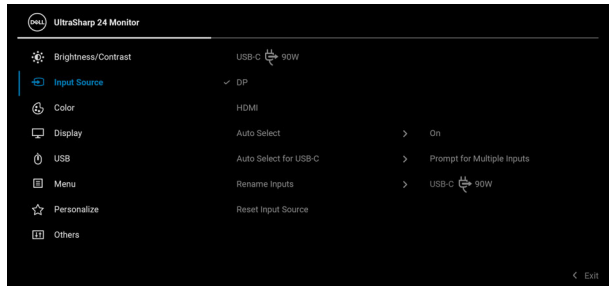 DELL UltraSharp 24 Monitor
Brightness/Contrast USB-C 90W
Input Source ✓ DP
Color HDMI
Display Auto Select > On
USB Auto Select for USB-C > Prompt for Multiple Inputs
Menu Rename Inputs > USB-C 90W
Personalize Reset Input Source
Others
< Exit